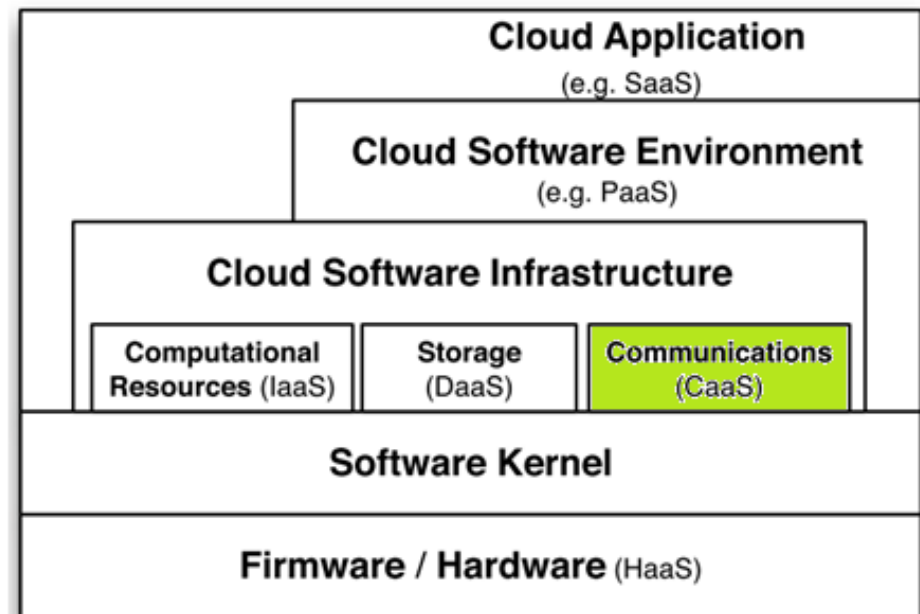 Cloud Application
(e.g. SaaS)
Cloud Software Environment
(e.g. PaaS)
Cloud Software Infrastructure
Computational
Resources (IaaS)
Storage
(DaaS)
Communications
(CaaS)
Software Kernel
Firmware / Hardware (HaaS)